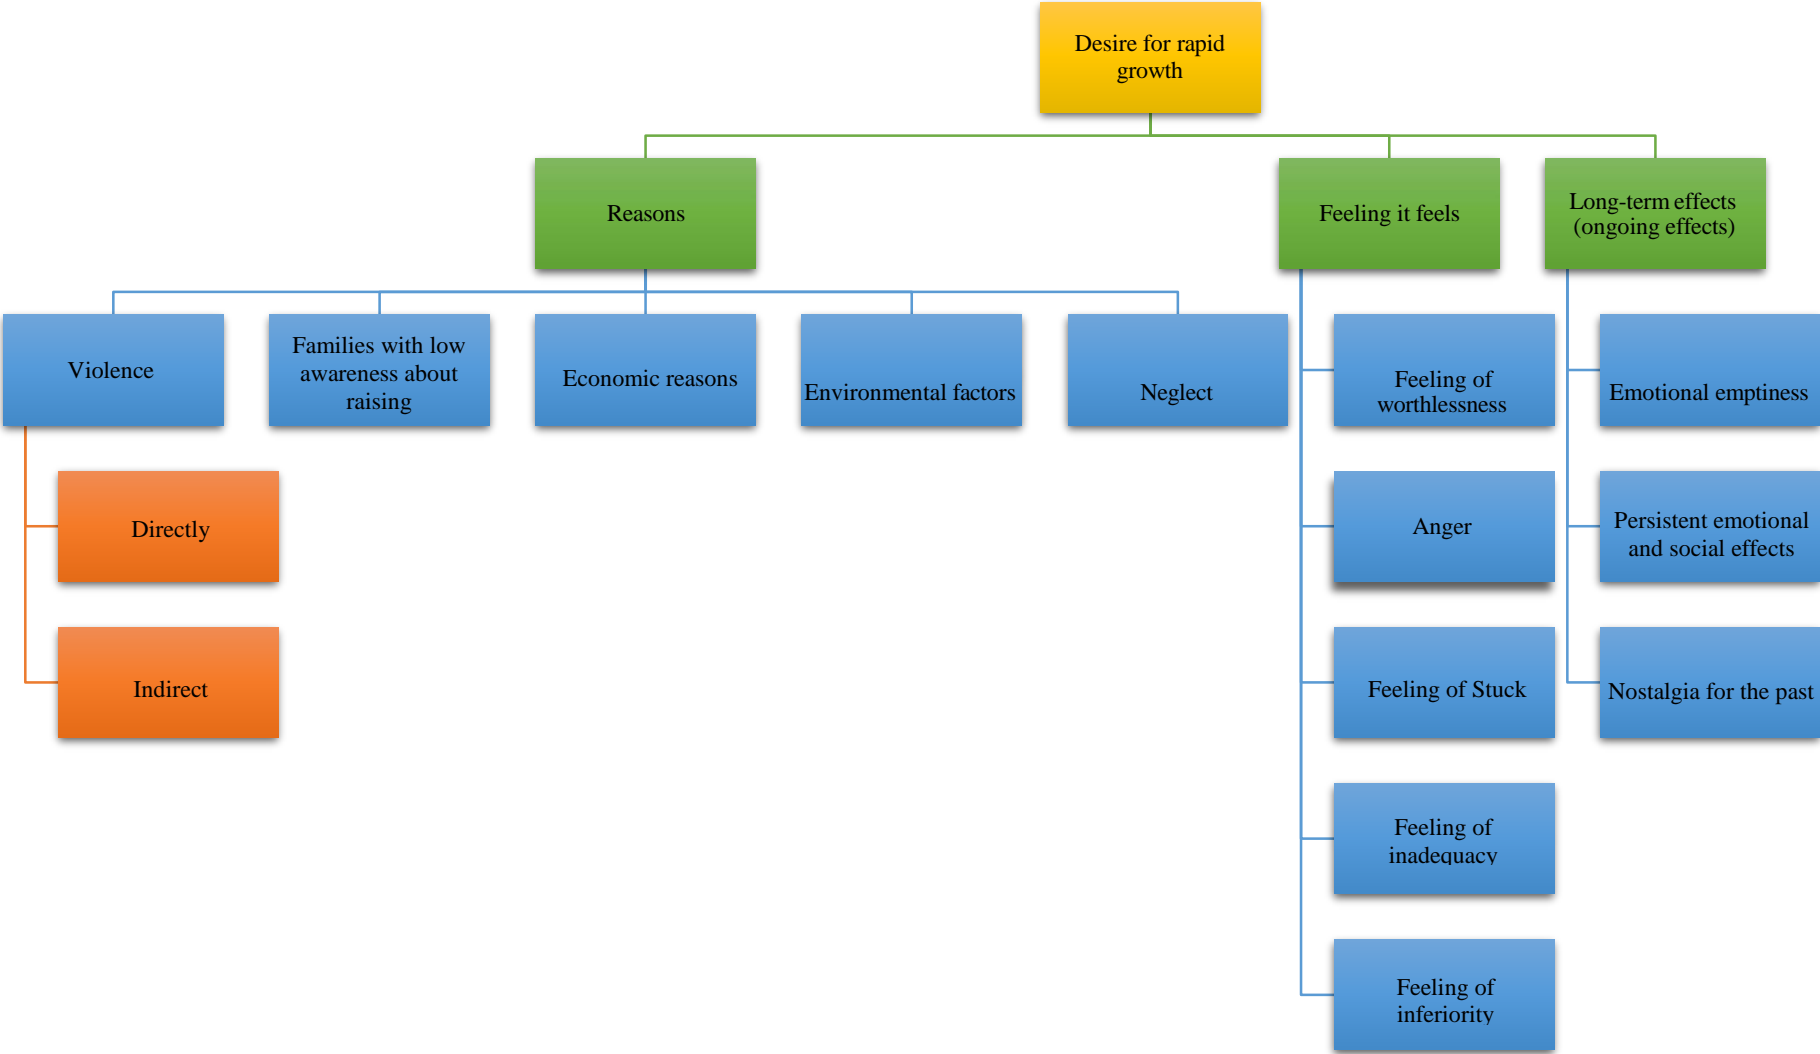 Desire for rapid
growth
Reasons
Feeling it feels
Long-term effects
(ongoing effects)
Violence
Families with low
awareness about
raising
Economic reasons
Environmental factors
Neglect
Feeling of
worthlessness
Emotional emptiness
Directly
Anger
Persistent emotional
and social effects
Indirect
Feeling of Stuck
Nostalgia for the past
Feeling of
inadequacy
Feeling of
inferiority